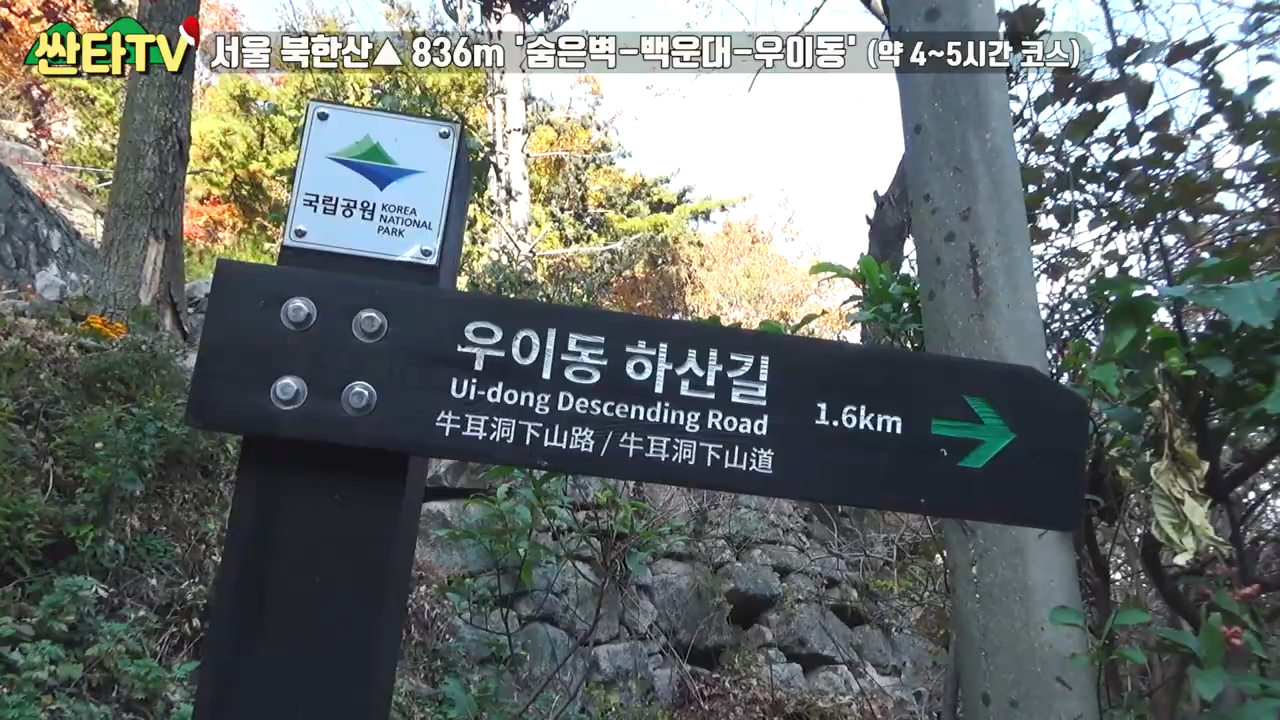 싼타TV
서울 북한산▲ 836m '숨은벽-백운대-우이동' (약 4~5시간 코스)
국립공원 KOREA
NATIONAL
PARK
우이동 하산길
Ui-dong Descending Road
牛耳洞下山路 / 牛耳洞下山道
1.6km